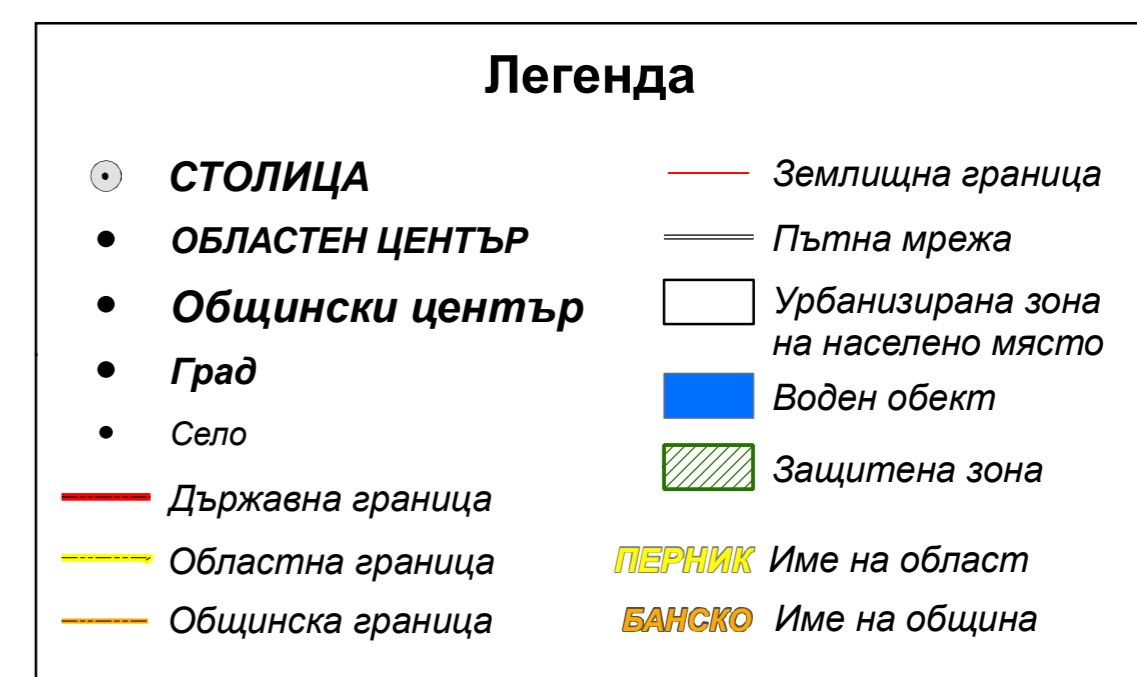 Легенда
СТОЛИЦА
ОБЛАСТЕН ЦЕНТЪР
Общински център
Град
Село
Държавна граница
Областна граница
Общинска граница
Землищна граница
Пътна мрежа
Урбанизирана зона
на населено място
Воден обект
Защитена зона
ПЕРНИК Име на област
БАНСКО Име на община